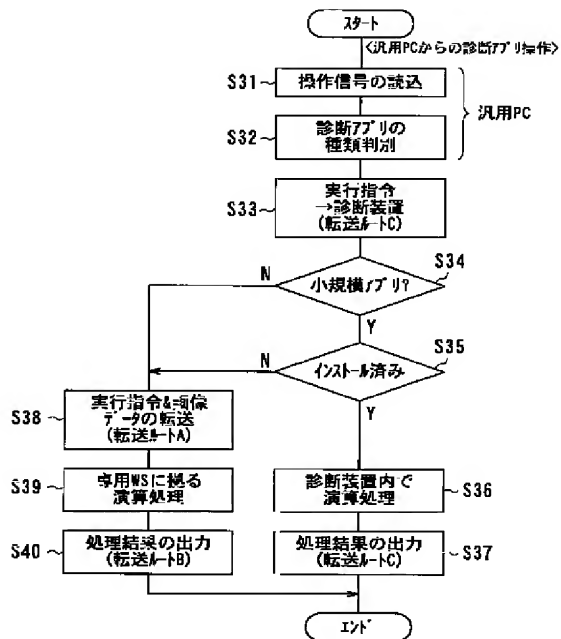 スタート
<汎用PCからの診断アプリ操作>
S31
操作信号の読込
S32
診断アプリの
種類判別
汎用PC
S33
実行指令
→診断装置
(転送ルートC)
S34
小規模アプリ?
N
Y
S35
インストール済み
N
Y
S38
実行指令&画像
データの転送
(転送ルートA)
S39
専用WSに拠る
演算処理
S36
診断装置内で
演算処理
S40
処理結果の出力
(転送ルートB)
S37
処理結果の出力
(転送ルートC)
エンド